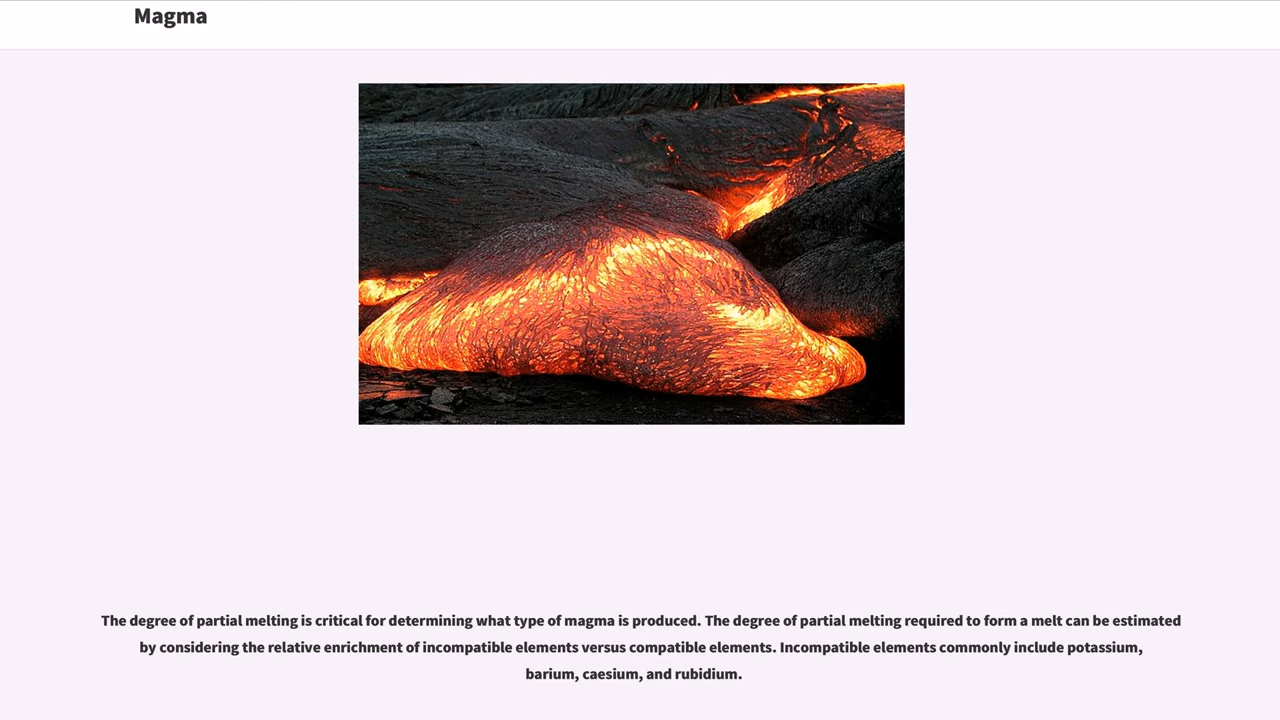 Magma
The degree of partial melting is critical for determining what type of magma is produced. The degree of partial melting required to form a melt can be estimated
by considering the relative enrichment of incompatible elements versus compatible elements. Incompatible elements commonly include potassium,
barium, caesium, and rubidium.